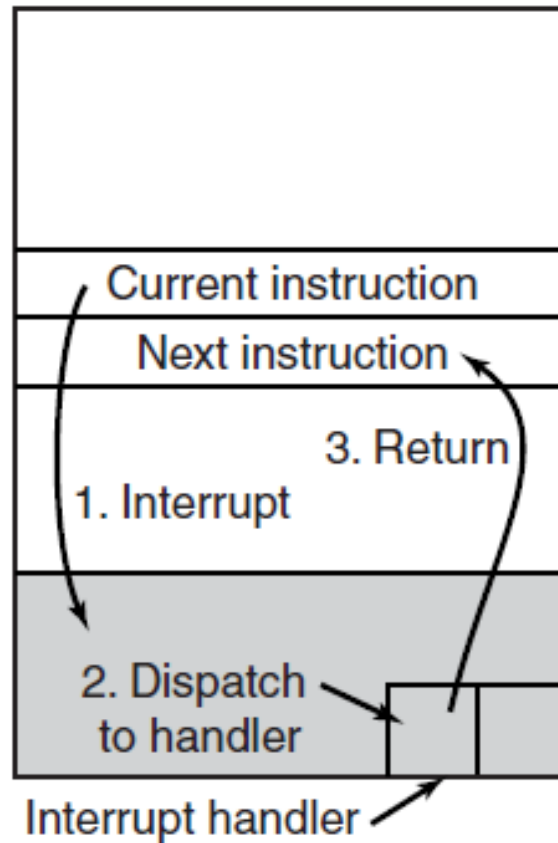 Current instruction
Next instruction
3. Return
1. Interrupt
2. Dispatch
to handler
Interrupt handler